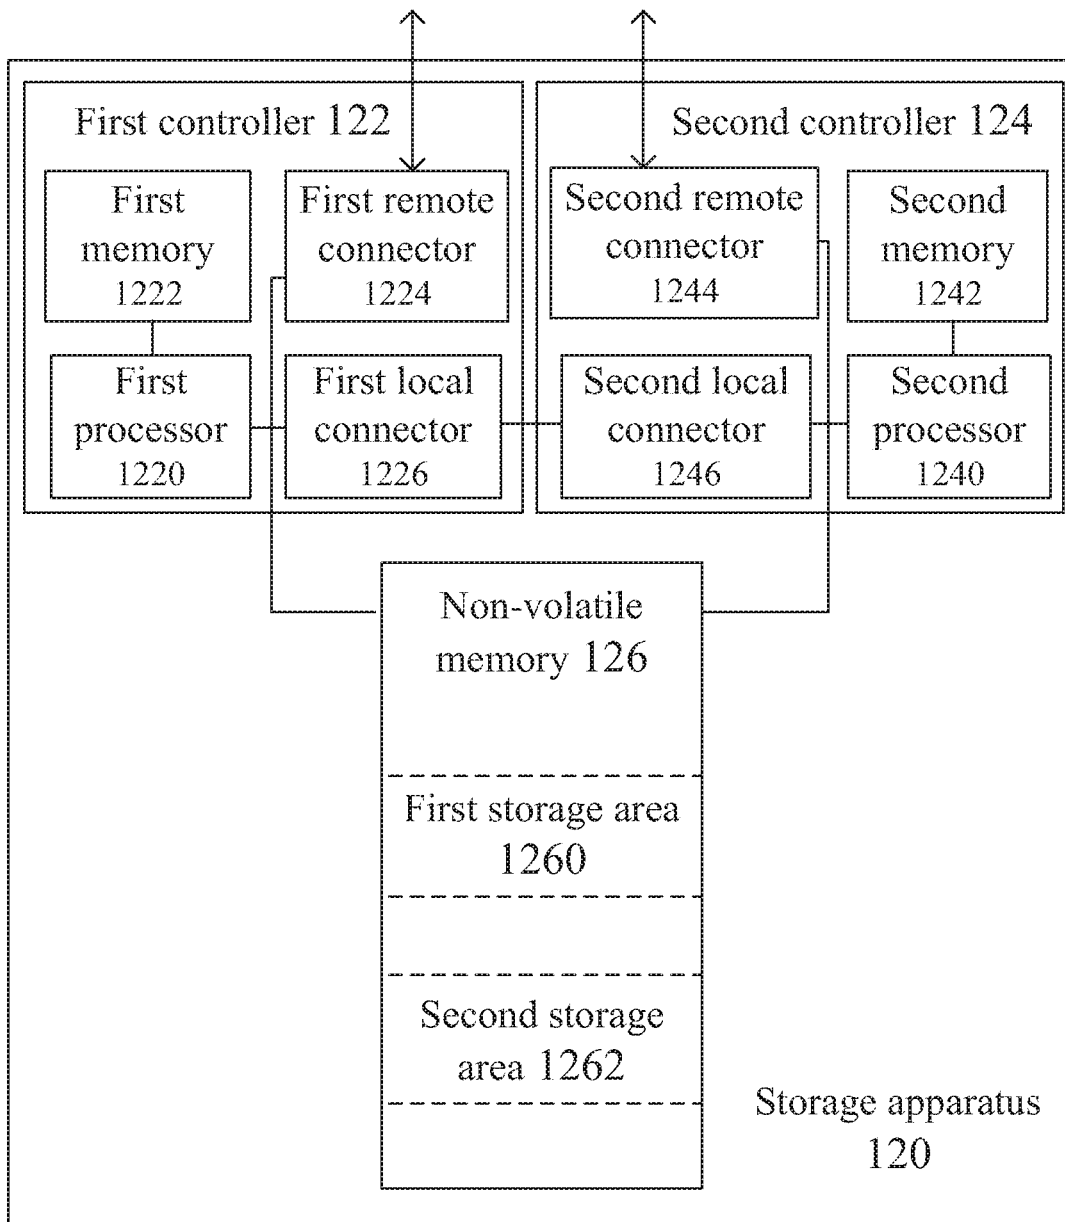 First controller 122
First
memory
1222
First remote
connector
1224
First
processor
1220
First local
connector
1226
Second controller 124
Second remote
connector
1244
Second
memory
1242
Second local
connector
1246
Second
processor
1240
Non-volatile
memory 126
First storage area
1260
Second storage
area 1262
Storage apparatus
120